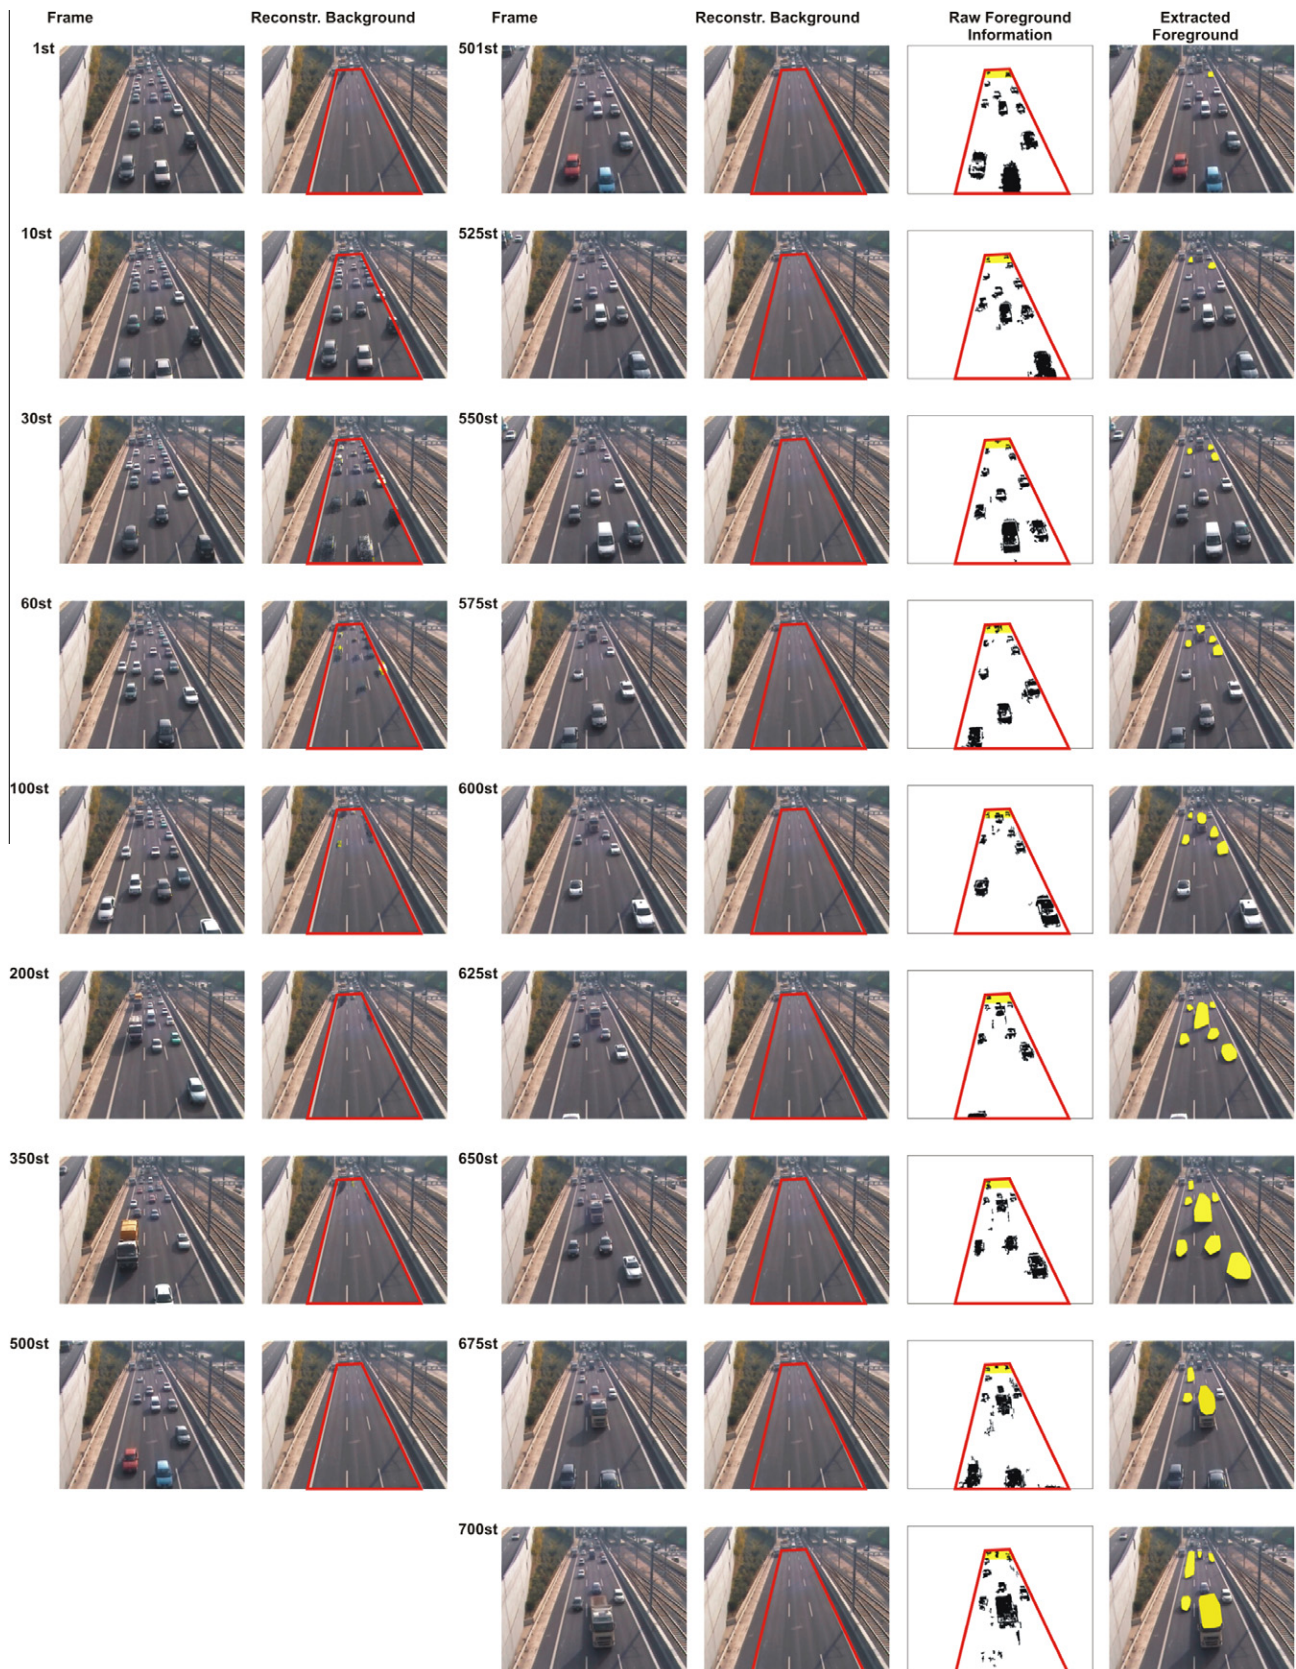 Frame
Reconstr. Background
Frame
Reconstr. Background
Raw Foreground
Information
Extracted
Foreground
1st
501st
10st
525st
30st
550st
60st
575st
100st
600st
200st
625st
350st
650st
500st
675st
700st